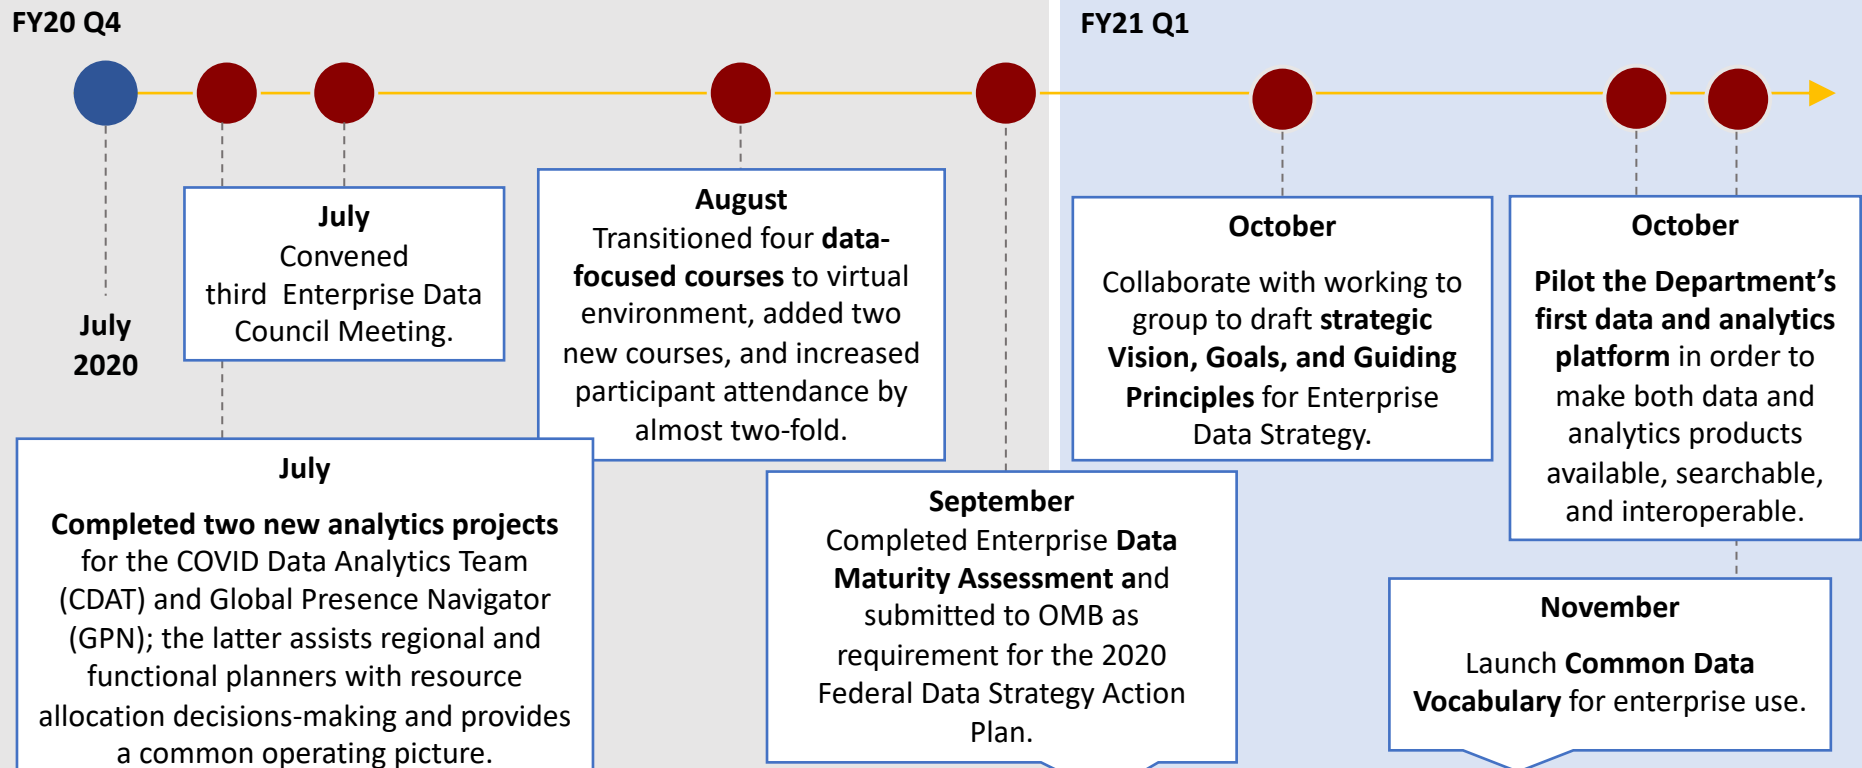 FY20 Q4
FY21 Q1
July
2020
July
Convened
third  Enterprise Data
Council Meeting.
July
Completed two new analytics projects
for the COVID Data Analytics Team
(CDAT) and Global Presence Navigator
(GPN); the latter assists regional and
functional planners with resource
allocation decisions-making and provides
a common operating picture.
August
Transitioned four data-
focused courses to virtual
environment, added two
new courses, and increased
participant attendance by
almost two-fold.
September
Completed Enterprise Data
Maturity Assessment and
submitted to OMB as
requirement for the 2020
Federal Data Strategy Action
Plan.
October
Collaborate with working to
group to draft strategic
Vision, Goals, and Guiding
Principles for Enterprise
Data Strategy.
October
Pilot the Department’s
first data and analytics
platform in order to
make both data and
analytics products
available, searchable,
and interoperable.
November
Launch Common Data
Vocabulary for enterprise use.